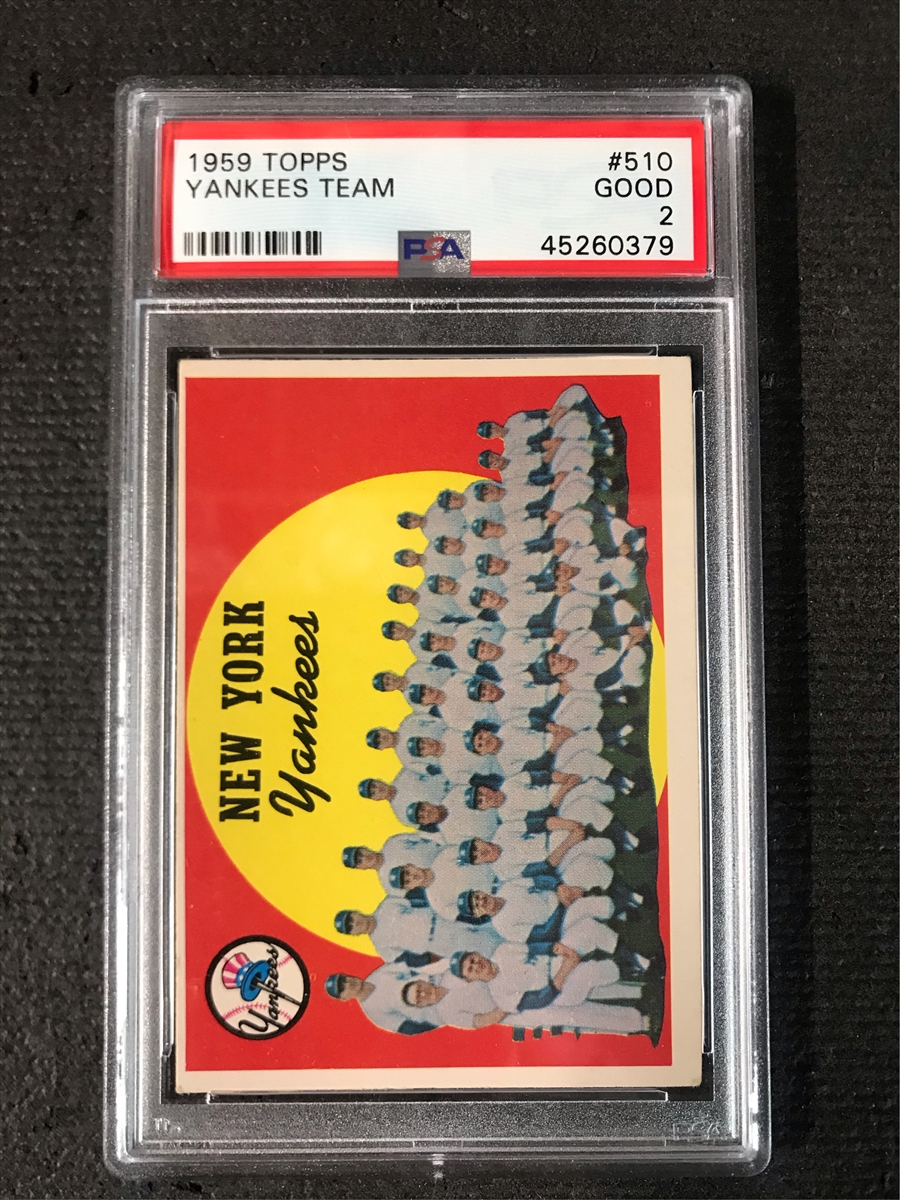 1959 TOPPS #510
YANKEES TEAM GOOD
2
PSA 45260379
NEW YORK
Yankees
Yankees